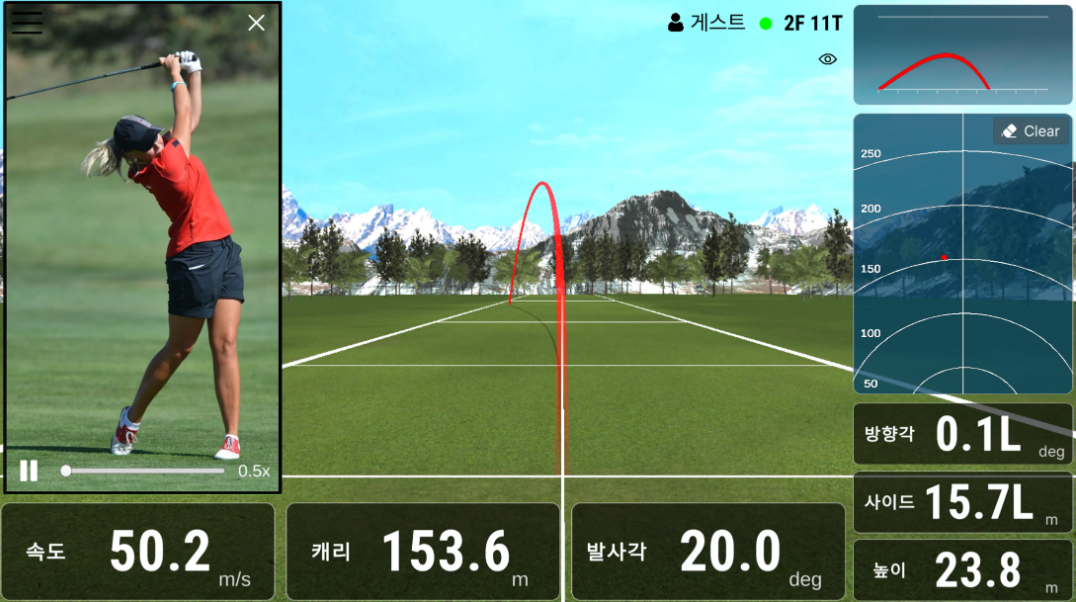 게스트 2F 11T
Clear
250
200
150
100
50
0.5x
방향각 0.1L deg
사이드 15.7L m
높이 23.8 m
속도 50.2 m/s
캐리 153.6 m
발사각 20.0 deg